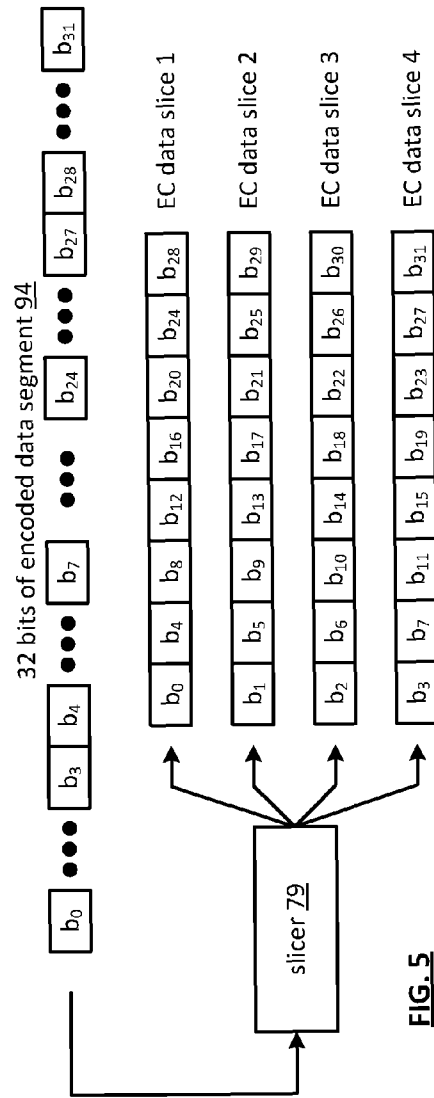 32 bits of encoded data segment 94
b0 ●●● b3 b4 ●●● b7 ●●● b24 ●●● b27 b28 ●●● b31
b0 b4 b8 b12 b16 b20 b24 b28 EC data slice 1
b1 b5 b9 b13 b17 b21 b25 b29 EC data slice 2
b2 b6 b10 b14 b18 b22 b26 b30 EC data slice 3
b3 b7 b11 b15 b19 b23 b27 b31 EC data slice 4
slicer 79
FIG. 5